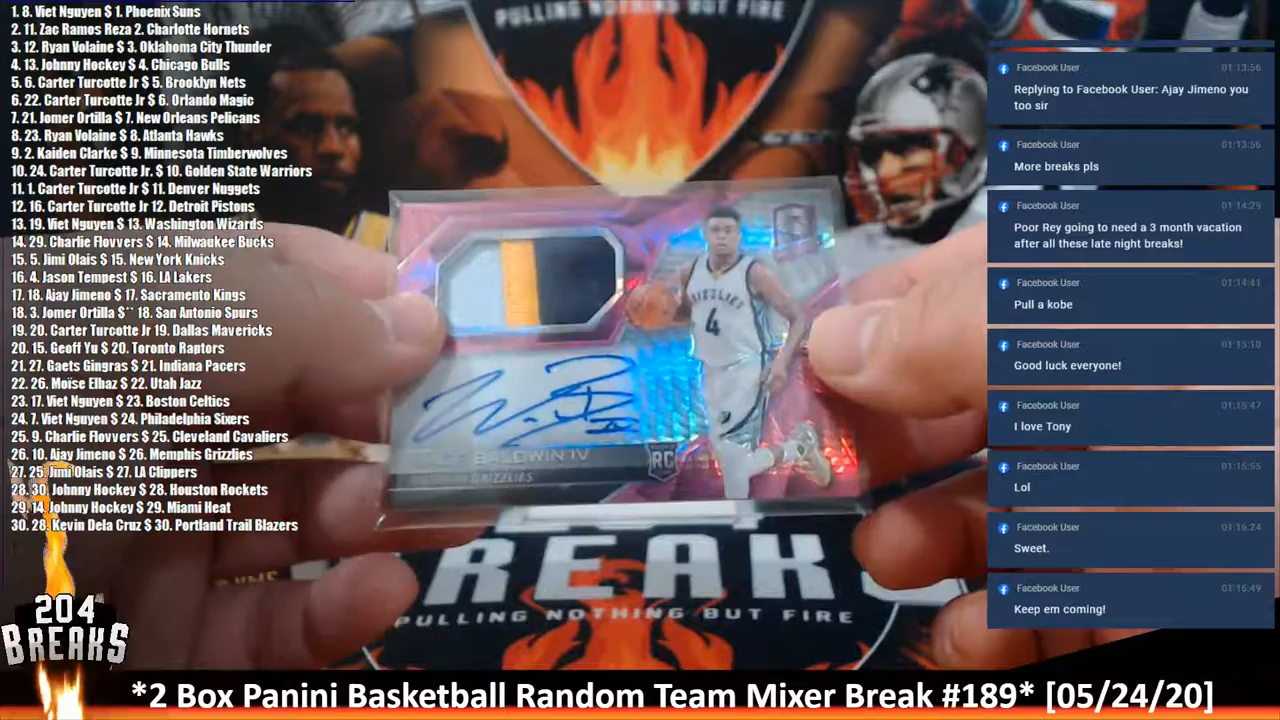 1. 8. Viet Nguyen $ 1. Phoenix Suns
2. 11. Zac Ramos Reza 2. Charlotte Hornets
3. 12. Ryan Volaine $ 3. Oklahoma City Thunder
4. 13. Johnny Hockey $ 4. Chicago Bulls
5. 6. Carter Turcotte Jr $ 5. Brooklyn Nets
6. 22. Carter Turcotte Jr $ 6. Orlando Magic
7. 21. Jomer Ortilla $ 7. New Orleans Pelicans
8. 23. Ryan Volaine $ 8. Atlanta Hawks
9. 2. Kaiden Clarke $ 9. Minnesota Timberwolves
10. 24. Carter Turcotte Jr. $ 10. Golden State Warriors
11. 1. Carter Turcotte Jr $ 11. Denver Nuggets
12. 16. Carter Turcotte Jr 12. Detroit Pistons
13. 19. Viet Nguyen $ 13. Washington Wizards
14. 29. Charlie Flovvers $ 14. Milwaukee Bucks
15. 5. Jimi Olais $ 15. New York Knicks
16. 4. Jason Tempest $ 16. LA Lakers
17. 18. Ajay Jimeno $ 17. Sacramento Kings
18. 3. Jomer Ortilla $** 18. San Antonio Spurs
19. 20. Carter Turcotte Jr 19. Dallas Mavericks
20. 15. Geoff Yu $ 20. Toronto Raptors
21. 27. Gaets Gingras $ 21. Indiana Pacers
22. 26. Moïse Elhaz $ 22. Utah Jazz
23. 17. Viet Nguyen $ 23. Boston Celtics
24. 7. Viet Nguyen $ 24. Philadelphia Sixers
25. 9. Charlie Flovvers $ 25. Cleveland Cavaliers
26. 10. Ajay Jimeno $ 26. Memphis Grizzlies
27. 25. Jimi Olais $ 27. LA Clippers
28. 30. Johnny Hockey $ 28. Houston Rockets
29. 14. Johnny Hockey $ 29. Miami Heat
30. 28. Kevin Dela Cruz $ 30. Portland Trail Blazers
204
BREAKS
PULLING NOTHING BUT FIRE
GRIZZLIES
4
BALDWIN IV
RC
GRIZZLIES
BREAK
PULLING NOTHING BUT FIRE
Facebook User 01:13:56
Replying to Facebook User: Ajay Jimeno you
too sir
Facebook User 01:13:56
More breaks pls
Facebook User 01:14:29
Poor Rey going to need a 3 month vacation
after all these late night breaks!
Facebook User 01:14:41
Pull a kobe
Facebook User 01:15:10
Good luck everyone!
Facebook User 01:15:47
I love Tony
Facebook User 01:15:55
Lol
Facebook User 01:16:24
Sweet.
Facebook User 01:16:49
Keep em coming!
*2 Box Panini Basketball Random Team Mixer Break #189* [05/24/20]